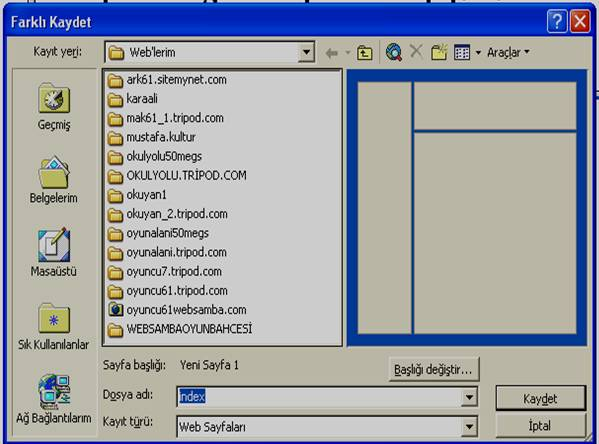 Farklı Kaydet
Kayıt yeri: Web'lerim Araçlar
ark61.sitemynet.com
karaali
mak61_1.tripod.com
mustafa.kultur
okulyolu50megs
OKULYOLU.TRİPOD.COM
okuyan1
okuyan_2.tripod.com
oyunalani50megs
oyunalani.tripod.com
oyuncu7.tripod.com
oyuncu61.tripod.com
oyuncu61websamba.com
WEBSAMBAOYUNBAHCESİ
Geçmiş
Belgelerim
Masaüstü
Sık Kullanılanlar
Ağ Bağlantılarım
Sayfa başlığı: Yeni Sayfa 1 Başlığı değiştir...
Dosya adı: index Kaydet
Kayıt türü: Web Sayfaları İptal